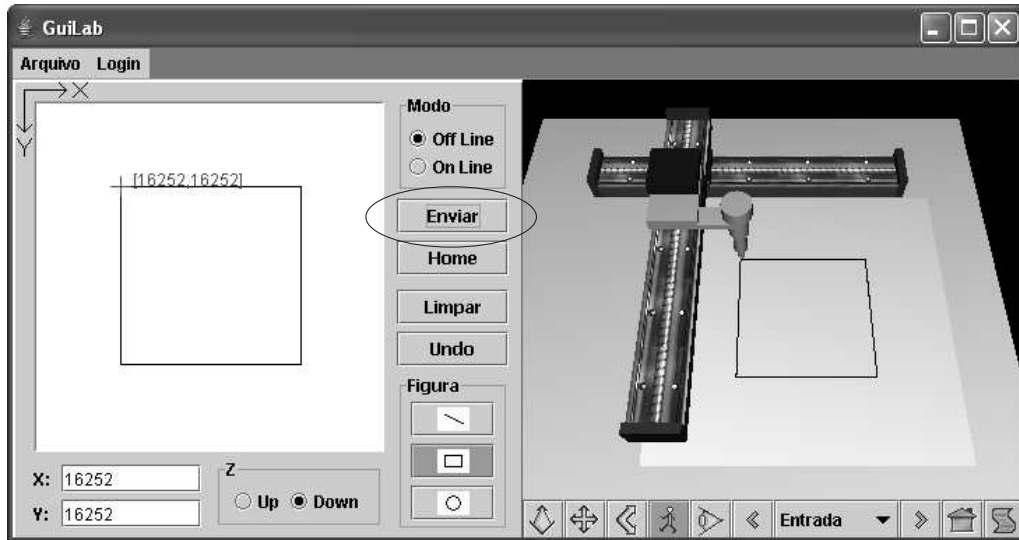 GuiLab
Arquivo Login
X
Y
[16252,16252]
X: 16252
Y: 16252
Z
Up Down
Modo
Off Line
On Line
Enviar
Home
Limpar
Undo
Figura
Entrada